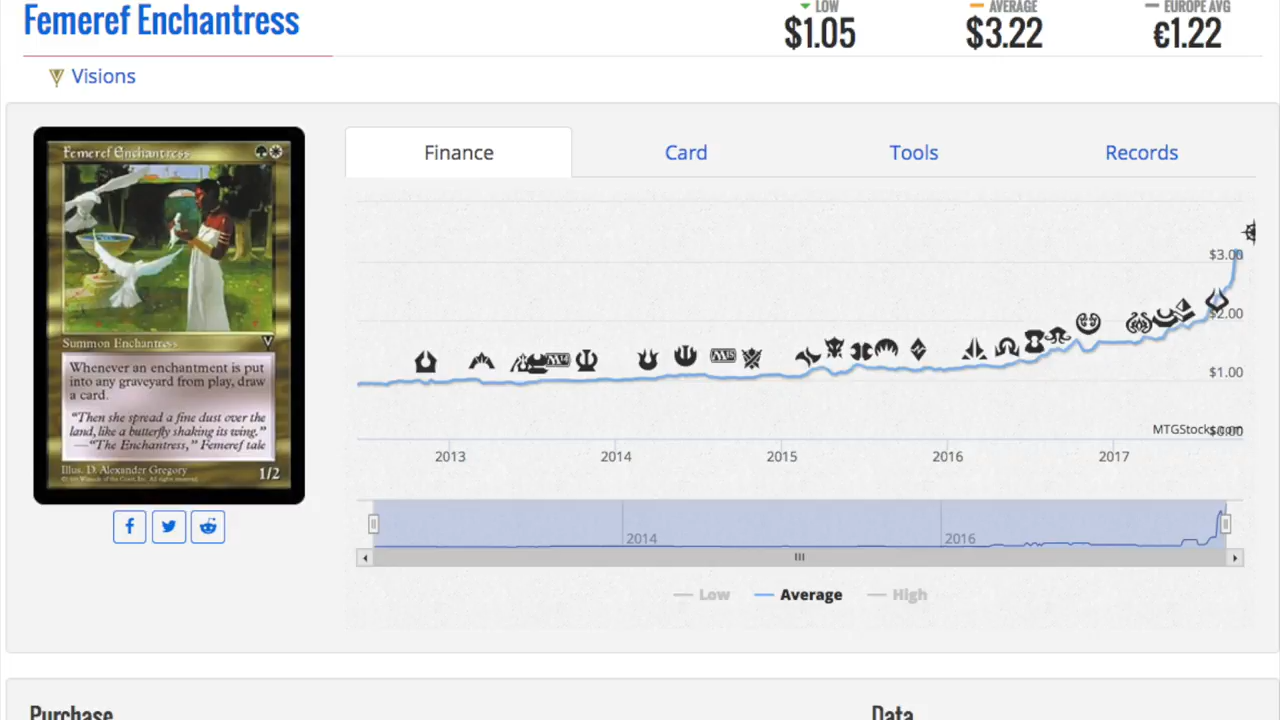 Femeref Enchantress
LOW
AVERAGE
EUROPE AVG
$1.05
$3.22
€1.22
Visions
Finance
Card
Tools
Records
Femeref Enchantress
Summon Enchantress
Whenever an enchantment is put
into any graveyard from play, draw
a card.
"Then she spread a fine dust over the
land, like a butterfly shaking its wing."
—"The Enchantress," Femeref tale
Illus. D. Alexander Gregory
1/2
$3.00
$2.00
$1.00
$0.00
MTGStocks.com
2013
2014
2015
2016
2017
2014
2016
Low
Average
High
Purchase
Data